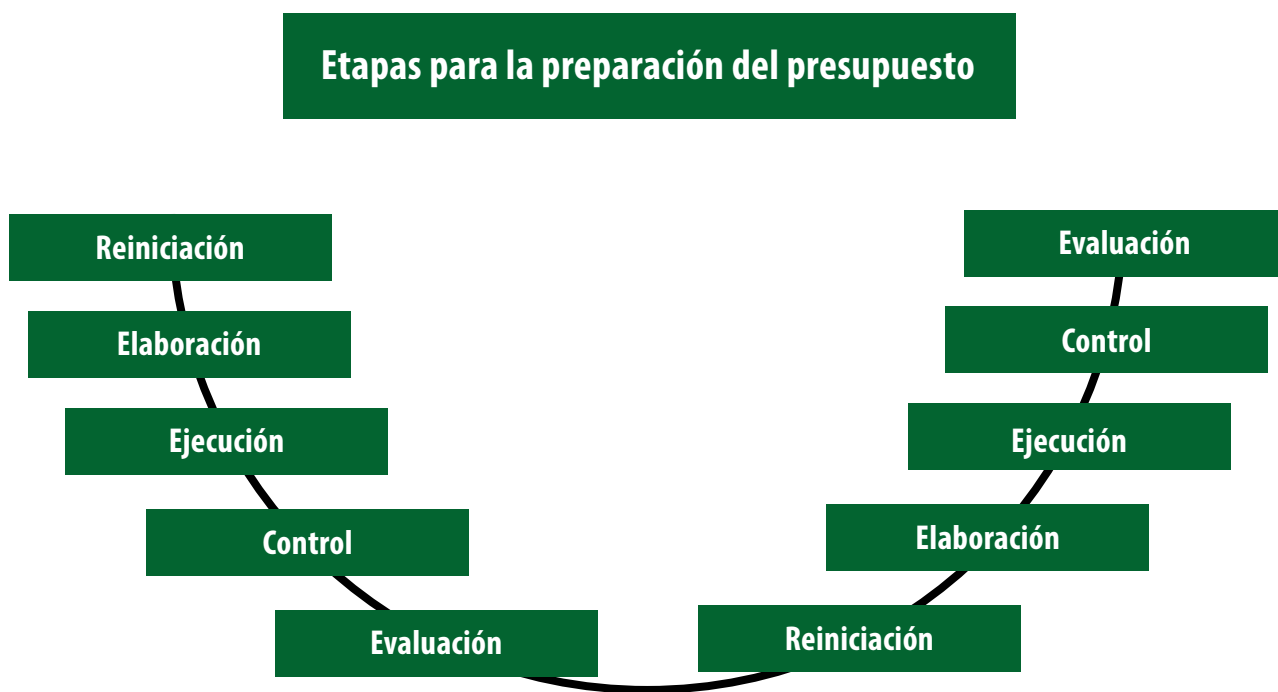 Etapas para la preparación del presupuesto
Reiniciación
Elaboración
Ejecución
Control
Evaluación
Reiniciación
Elaboración
Ejecución
Control
Evaluación